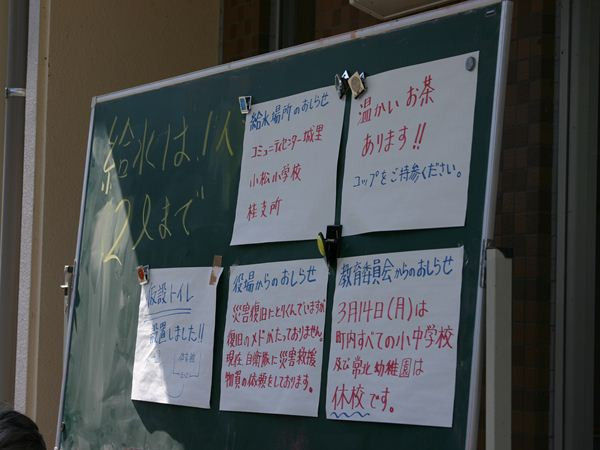 給水は1人
2ℓまで
給水場所のおしらせ
コミュニティセンター城里
小松小学校
桂支所
温かいお茶
あります!!
コップをご持参ください。
仮設トイレ
設置しました!!
役場からのおしらせ
災害復旧にとりくんでいますが
復旧のメドがたっておりません。
現在、自衛隊に災害救援
物資の依頼をしております。
教育委員会からのおしらせ
3月14日(月)は
町内すべての小中学校
及び常北幼稚園は
休校です。